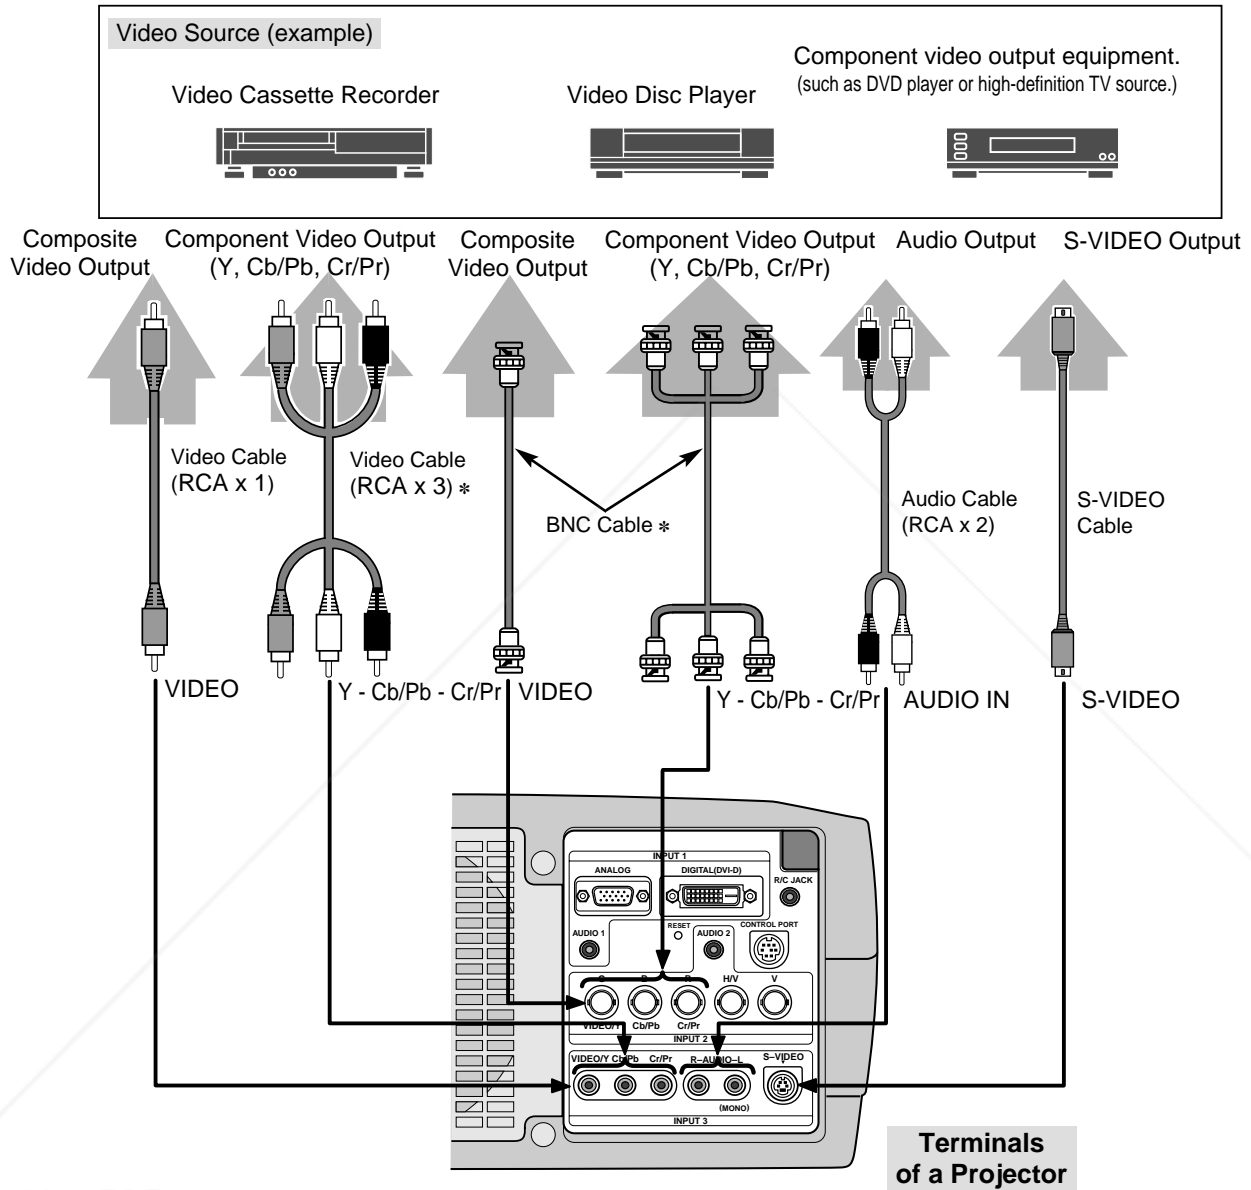 Video Source (example)
Component video output equipment.
(such as DVD player or high-definition TV source.)
Video Cassette Recorder
Video Disc Player
Composite
Video Output
Component Video Output
(Y, Cb/Pb, Cr/Pr)
Composite
Video Output
Component Video Output
(Y, Cb/Pb, Cr/Pr)
Audio Output
S-VIDEO Output
Video Cable
(RCA x 1)
Video Cable
(RCA x 3) *
BNC Cable *
Audio Cable
(RCA x 2)
S-VIDEO
Cable
VIDEO
Y - Cb/Pb - Cr/Pr
VIDEO
Y - Cb/Pb - Cr/Pr
AUDIO IN
S-VIDEO
INPUT 1
ANALOG
DIGITAL(DVI-D)
R/C JACK
AUDIO 1
RESET
AUDIO 2
CONTROL PORT
G
B
R
H/V
V
VIDEO/Y
Cb/Pb
Cr/Pr
INPUT 2
VIDEO/Y
Cb/Pb
Cr/Pr
R–AUDIO–L
S–VIDEO
(MONO)
INPUT 3
Terminals
of a Projector